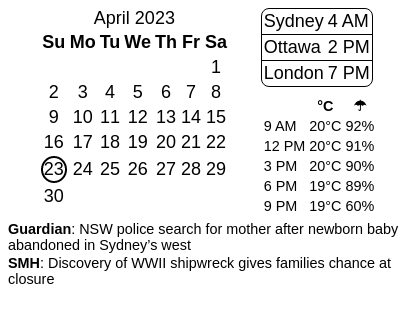 April 2023
Su Mo Tu We Th Fr Sa
1
2 3 4 5 6 7 8
9 10 11 12 13 14 15
16 17 18 19 20 21 22
23 24 25 26 27 28 29
30
Sydney 4 AM
Ottawa 2 PM
London 7 PM
°C ☂
9 AM 20°C 92%
12 PM 20°C 91%
3 PM 20°C 90%
6 PM 19°C 89%
9 PM 19°C 60%
Guardian: NSW police search for mother after newborn baby
abandoned in Sydney’s west
SMH: Discovery of WWII shipwreck gives families chance at
closure